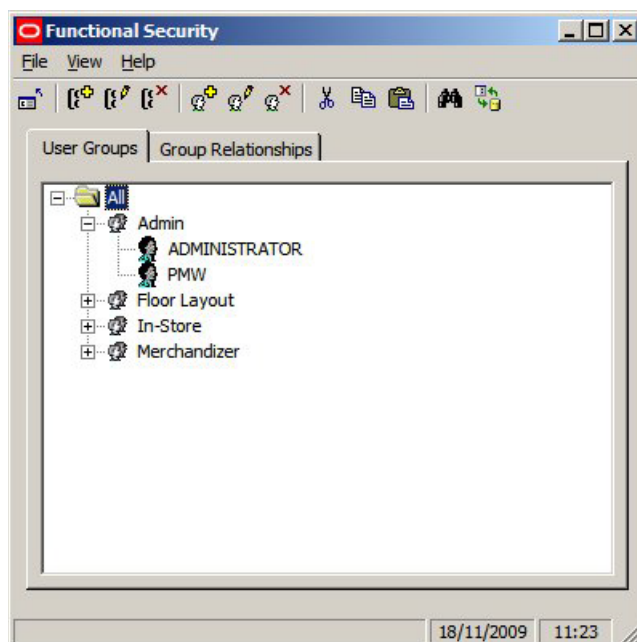 Functional Security
File View Help
User Groups Group Relationships
All
Admin
ADMINISTRATOR
PMW
Floor Layout
In-Store
Merchandizer
18/11/2009 11:23